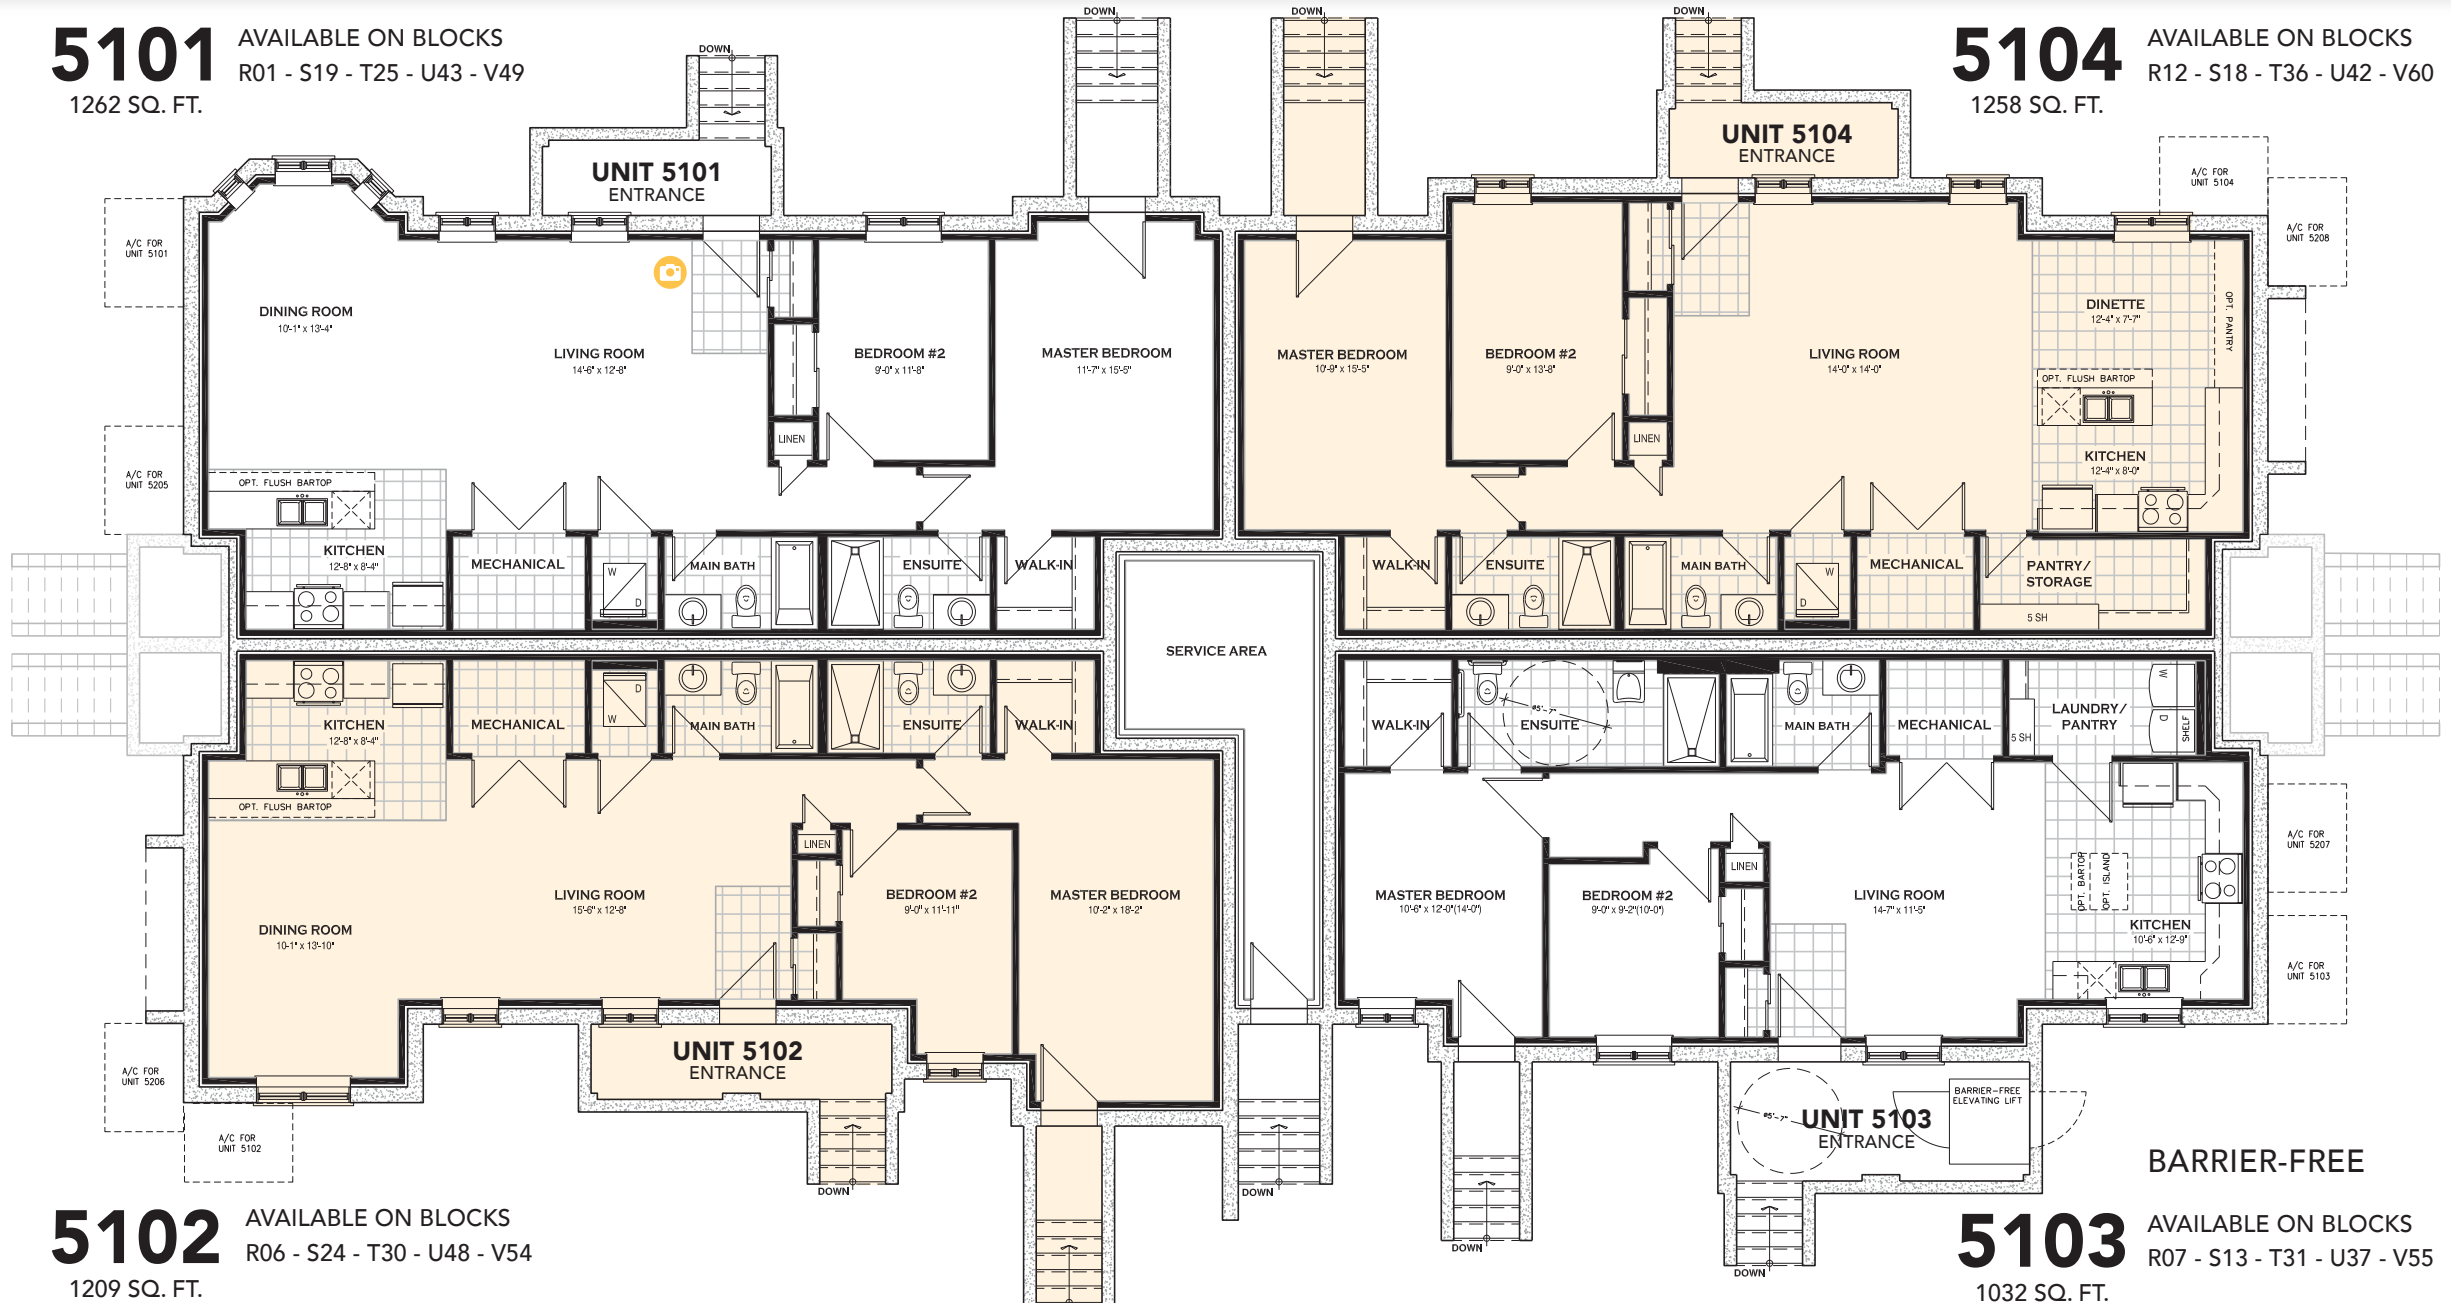 5101
AVAILABLE ON BLOCKS
R01 - S19 - T25 - U43 - V49
1262 SQ. FT.
5104
AVAILABLE ON BLOCKS
R12 - S18 - T36 - U42 - V60
1258 SQ. FT.
DOWN
DOWN
DOWN
DOWN
UNIT 5101
ENTRANCE
UNIT 5104
ENTRANCE
A/C FOR
UNIT 5101
A/C FOR
UNIT 5104
A/C FOR
UNIT 5208
DINING ROOM
10'-1" x 13'-4"
LIVING ROOM
14'-6" x 12'-8"
BEDROOM #2
9'-0" x 11'-8"
MASTER BEDROOM
11'-7" x 15'-5"
MASTER BEDROOM
10'-9" x 15'-5"
BEDROOM #2
9'-0" x 13'-8"
LIVING ROOM
14'-0" x 14'-0"
DINETTE
12'-4" x 7'-7"
OPT. PANTRY
OPT. FLUSH BARTOP
LINEN
LINEN
KITCHEN
12'-4" x 8'-0"
A/C FOR
UNIT 5205
OPT. FLUSH BARTOP
KITCHEN
12'-8" x 8'-4"
MECHANICAL
W
D
MAIN BATH
ENSUITE
WALK-IN
WALK-IN
ENSUITE
MAIN BATH
W
D
MECHANICAL
PANTRY/
STORAGE
5 SH
SERVICE AREA
KITCHEN
12'-8" x 8'-4"
MECHANICAL
D
W
MAIN BATH
ENSUITE
WALK-IN
WALK-IN
ø5'-7"
ENSUITE
MAIN BATH
MECHANICAL
LAUNDRY/
PANTRY
5 SH
W
D
SHELF
OPT. FLUSH BARTOP
LINEN
LINEN
A/C FOR
UNIT 5207
DINING ROOM
10-1" x 13'-10"
LIVING ROOM
15'-6" x 12'-8"
BEDROOM #2
9'-0" x 11'-11"
MASTER BEDROOM
10'-2" x 18'-2"
MASTER BEDROOM
10'-6" x 12'-0"(14'-0")
BEDROOM #2
9'-0" x 9'-2"(10'-0")
LIVING ROOM
14-7" x 11'-5"
OPT. BARTOP
OPT. ISLAND
KITCHEN
10'-6" x 12'-9"
A/C FOR
UNIT 5103
A/C FOR
UNIT 5206
A/C FOR
UNIT 5102
UNIT 5102
ENTRANCE
ø5'-7"
UNIT 5103
ENTRANCE
BARRIER-FREE
ELEVATING LIFT
DOWN
DOWN
DOWN
DOWN
BARRIER-FREE
5102
AVAILABLE ON BLOCKS
R06 - S24 - T30 - U48 - V54
1209 SQ. FT.
5103
AVAILABLE ON BLOCKS
R07 - S13 - T31 - U37 - V55
1032 SQ. FT.